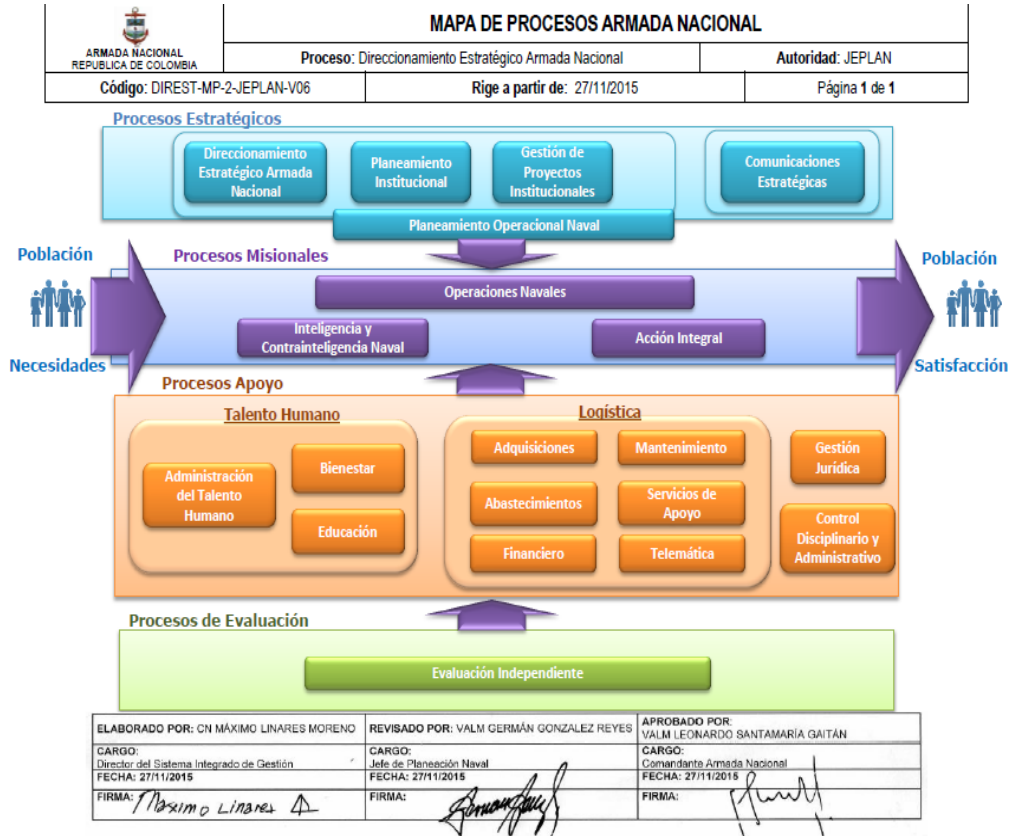 MAPA DE PROCESOS ARMADA NACIONAL
ARMADA NACIONAL
REPUBLICA DE COLOMBIA
Proceso: Direccionamiento Estratégico Armada Nacional
Autoridad: JEPLAN
Código: DIREST-MP-2-JEPLAN-V06
Rige a partir de: 27/11/2015
Página 1 de 1
Procesos Estratégicos
Direccionamiento
Estratégico Armada
Nacional
Planeamiento
Institucional
Gestión de
Proyectos
Institucionales
Comunicaciones
Estratégicas
Planeamiento Operacional Naval
Población
Necesidades
Procesos Misionales
Operaciones Navales
Inteligencia y
Contrainteligencia Naval
Acción Integral
Población
Satisfacción
Procesos Apoyo
Talento Humano
Administración
del Talento
Humano
Bienestar
Educación
Logística
Adquisiciones
Mantenimiento
Abastecimientos
Servicios de
Apoyo
Financiero
Telemática
Gestión
Jurídica
Control
Disciplinario y
Administrativo
Procesos de Evaluación
Evaluación Independiente
ELABORADO POR: CN MÁXIMO LINARES MORENO
CARGO:
Director del Sistema Integrado de Gestión
FECHA: 27/11/2015
FIRMA: Maximo Linares
REVISADO POR: VALM GERMÁN GONZALEZ REYES
CARGO:
Jefe de Planeación Naval
FECHA: 27/11/2015
FIRMA:
APROBADO POR:
VALM LEONARDO SANTAMARÍA GAITÁN
CARGO:
Comandante Armada Nacional
FECHA: 27/11/2015
FIRMA: